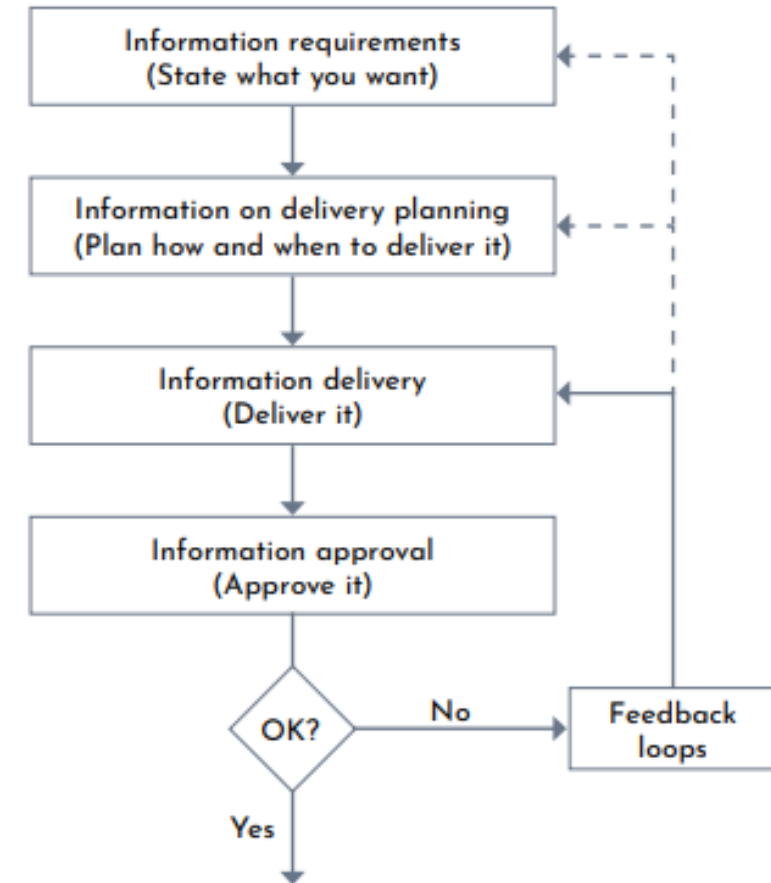 Information requirements
(State what you want)
Information on delivery planning
(Plan how and when to deliver it)
Information delivery
(Deliver it)
Information approval
(Approve it)
OK?
No
Feedback
loops
Yes